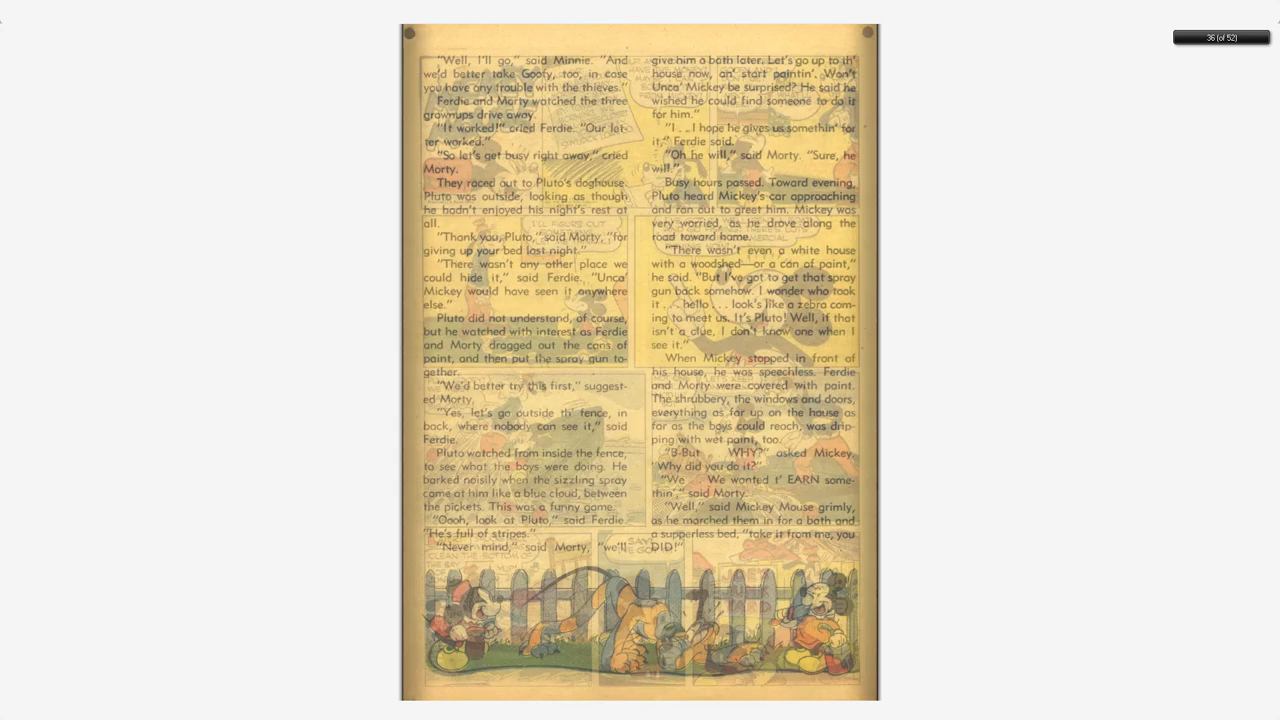 36 (of 52)
"Well, I'll go," said Minnie. "And
we'd better take Goofy, too, in case
you have any trouble with the thieves."
Ferdie and Morty watched the three
grownups drive away.
"It worked!" cried Ferdie. "Our let-
ter worked."
"So let's get busy right away," cried
Morty.
They raced out to Pluto's doghouse.
Pluto was outside, looking as though
he hadn't enjoyed his night's rest at
all.
"Thank you, Pluto," said Morty, "for
giving up your bed last night."
"There wasn't any other place we
could hide it," said Ferdie. "Unca'
Mickey would have seen it anywhere
else."
Pluto did not understand, of course,
but he watched with interest as Ferdie
and Morty dragged out the cans of
paint, and then put the spray gun to-
gether.
"We'd better try this first," suggest-
ed Morty.
"Yes, let's go outside th' fence, in
back, where nobody can see it," said
Ferdie.
Pluto watched from inside the fence,
to see what the boys were doing. He
barked noisily when the sizzling spray
came at him like a blue cloud, between
the pickets. This was a funny game.
"Oooh, look at Pluto," said Ferdie.
"He's full of stripes."
"Never mind," said Morty, "we'll
give him a bath later. Let's go up to th'
house now, an' start paintin'. Won't
Unca' Mickey be surprised? He said he
wished he could find someone to do it
for him."
"I . . . I hope he gives us somethin' for
it," Ferdie said.
"Oh he will," said Morty. "Sure, he
will."
Busy hours passed. Toward evening,
Pluto heard Mickey's car approaching
and ran out to greet him. Mickey was
very worried, as he drove along the
road toward home.
"There wasn't even a white house
with a woodshed—or a can of paint,"
he said. "But I've got to get that spray
gun back somehow. I wonder who took
it . . . hello . . . look's like a zebra com-
ing to meet us. It's Pluto! Well, if that
isn't a clue, I don't know one when I
see it."
When Mickey stopped in front of
his house, he was speechless. Ferdie
and Morty were covered with paint.
The shrubbery, the windows and doors,
everything as far up on the house as
far as the boys could reach, was drip-
ping with wet paint, too.
"B-But WHY?" asked Mickey.
"Why did you do it?"
"We We wanted t' EARN some-
thin'," said Morty.
"Well," said Mickey Mouse grimly,
as he marched them in for a bath and
a supperless bed, "take it from me, you
DID!"